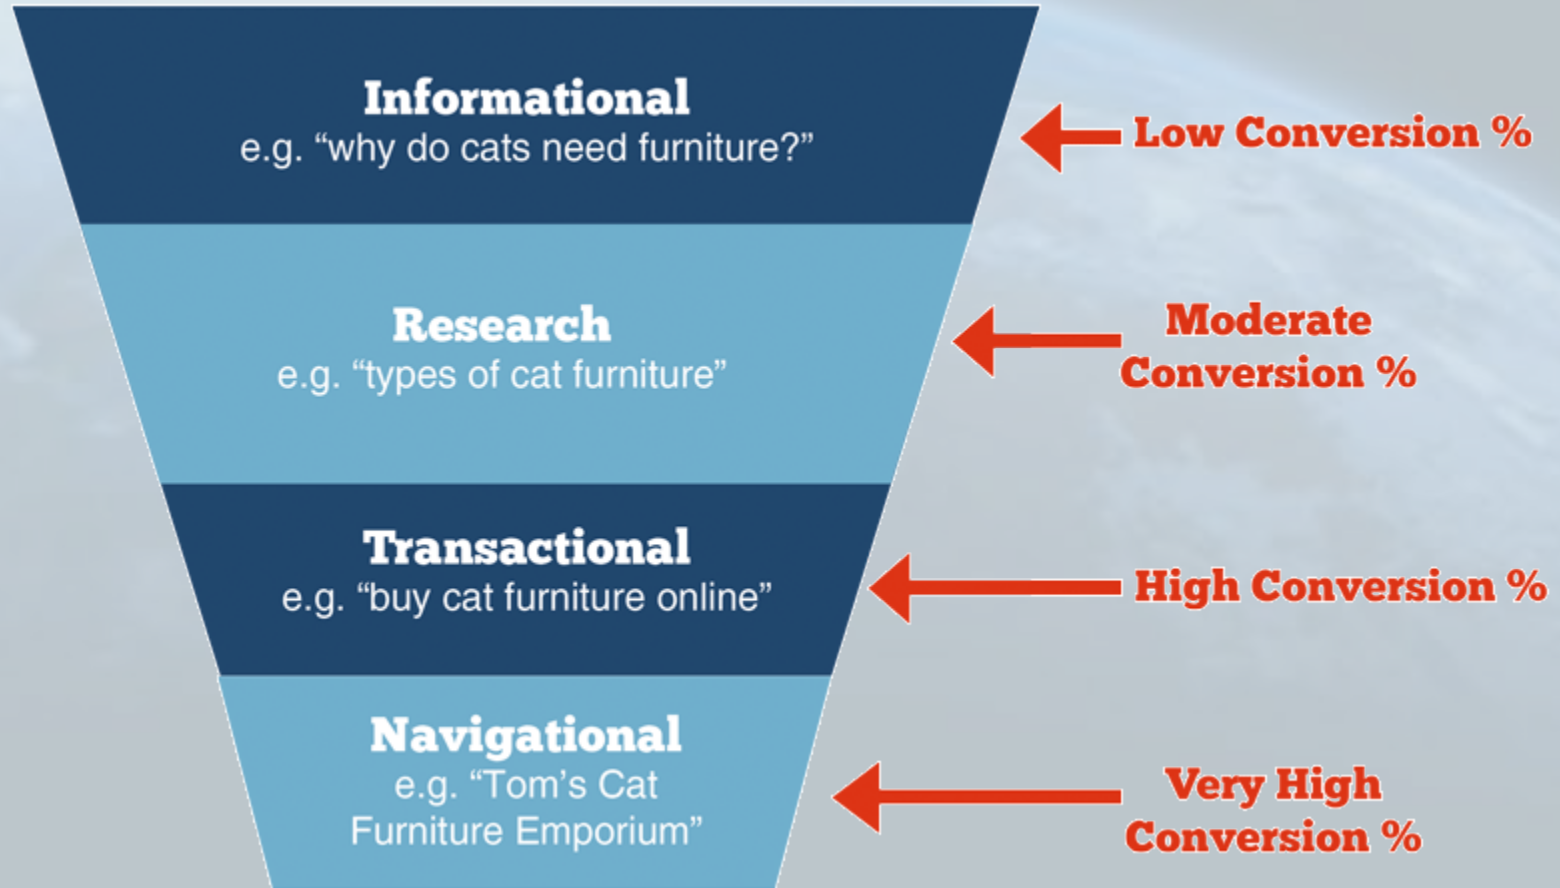 Informational
e.g. “why do cats need furniture?”
Low Conversion %
Research
e.g. “types of cat furniture”
Moderate
Conversion %
Transactional
e.g. “buy cat furniture online”
High Conversion %
Navigational
e.g. “Tom’s Cat
Furniture Emporium”
Very High
Conversion %